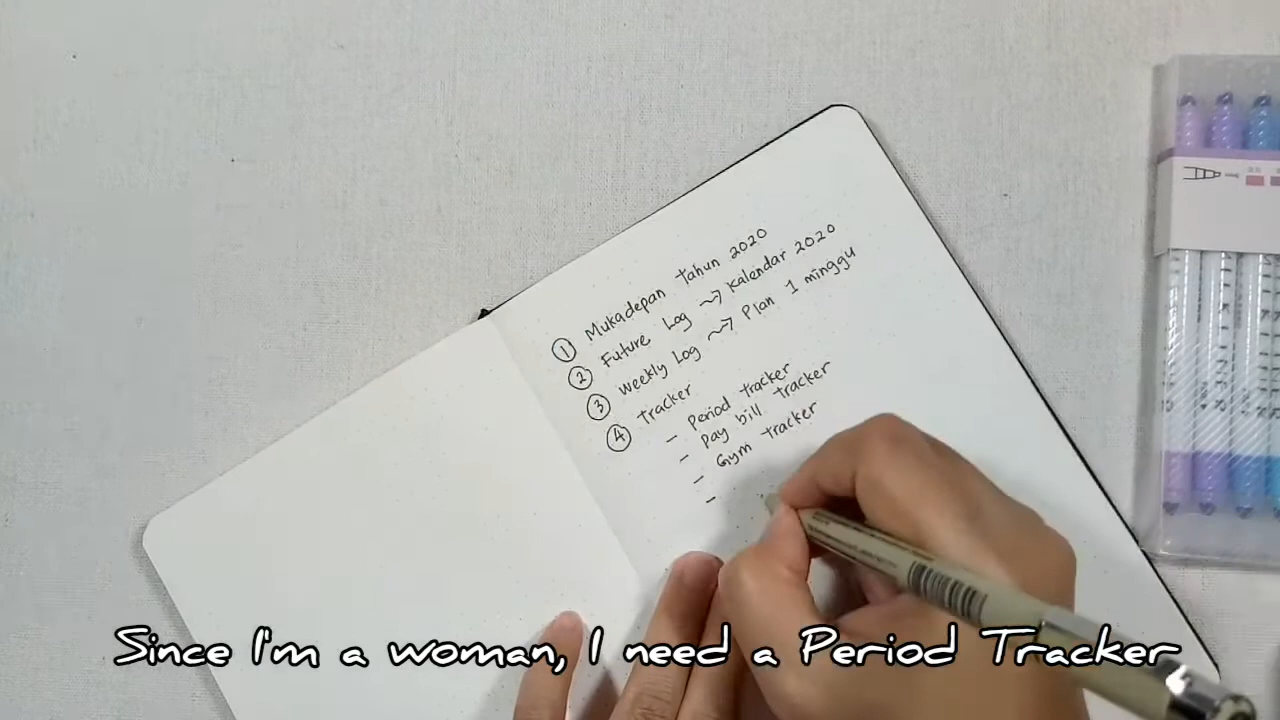 ① Mukadepan Tahun 2020
② Future Log ~> Kalendar 2020
③ Weekly Log ~> Plan 1 minggu
④ Tracker
- Period tracker
- Pay bill tracker
- Gym tracker
-
Since I'm a woman, I need a Period Tracker